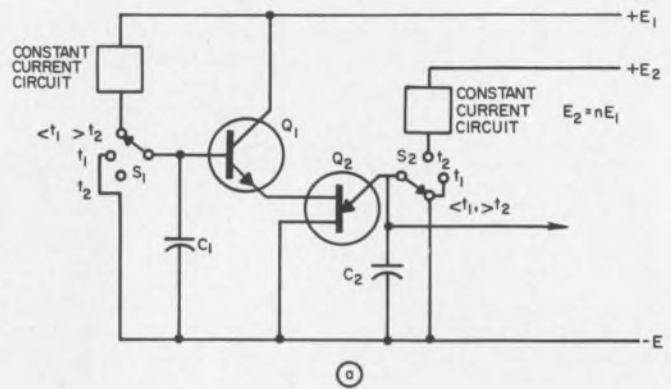 +E1
CONSTANT
CURRENT
CIRCUIT
+E2
CONSTANT
CURRENT
CIRCUIT
E2=nE1
<t1 >t2
Q1
t1
S1
t2
Q2
S2
t2
t1
<t1,>t2
C1
C2
-E
a